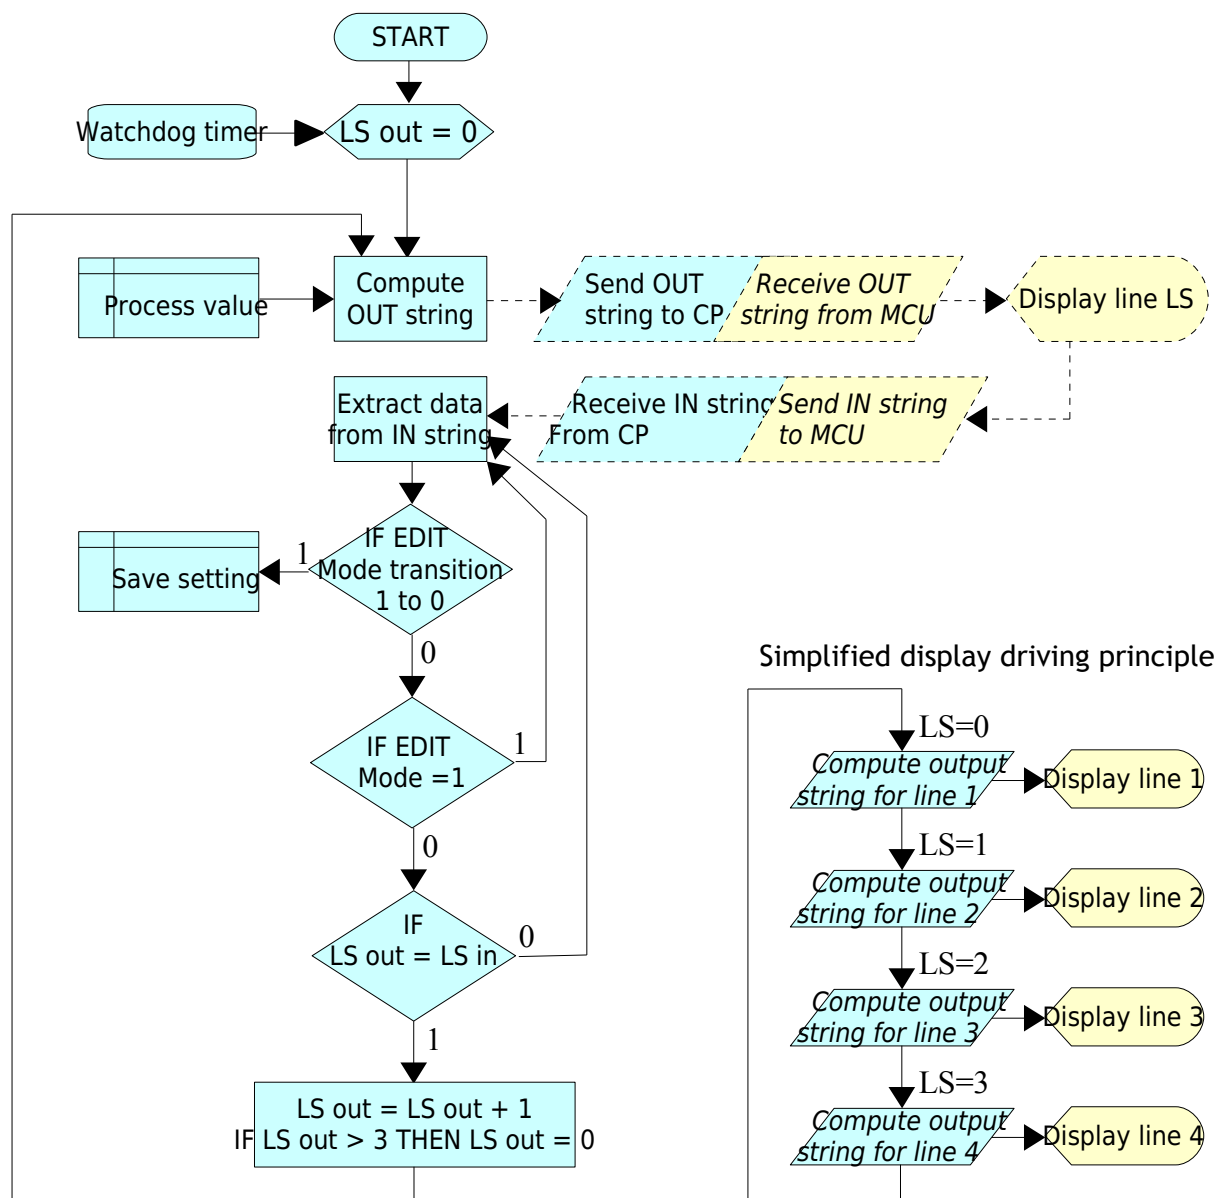 START
Watchdog timer
LS out = 0
Process value
Compute
OUT string
Send OUT
string to CP
Receive OUT
string from MCU
Display line LS
Extract data
from IN string
Receive IN string
From CP
Send IN string
to MCU
IF EDIT
Mode transition
1 to 0
1
Save setting
0
IF EDIT
Mode =1
1
0
IF
LS out = LS in
0
1
LS out = LS out + 1
IF LS out > 3 THEN LS out = 0
Simplified display driving principle
LS=0
Compute output
string for line 1
Display line 1
LS=1
Compute output
string for line 2
Display line 2
LS=2
Compute output
string for line 3
Display line 3
LS=3
Compute output
string for line 4
Display line 4